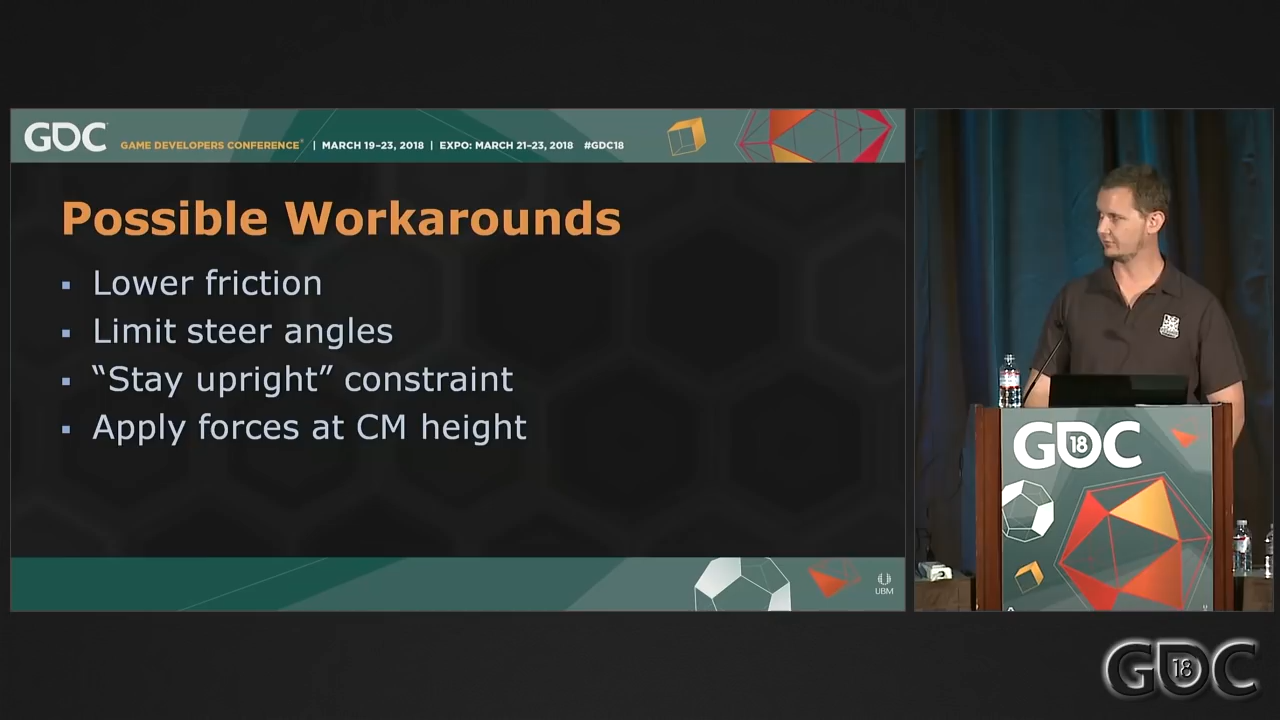 GDC
GAME DEVELOPERS CONFERENCE® | MARCH 19–23, 2018 | EXPO: MARCH 21–23, 2018 #GDC18
Possible Workarounds
▪ Lower friction
▪ Limit steer angles
▪ “Stay upright” constraint
▪ Apply forces at CM height
UBM
GDC
18
GDC
18